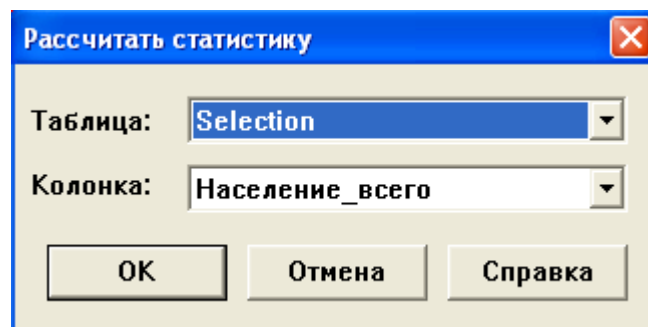 Рассчитать статистику
Таблица: Selection
Колонка: Население_всего
OK Отмена Справка